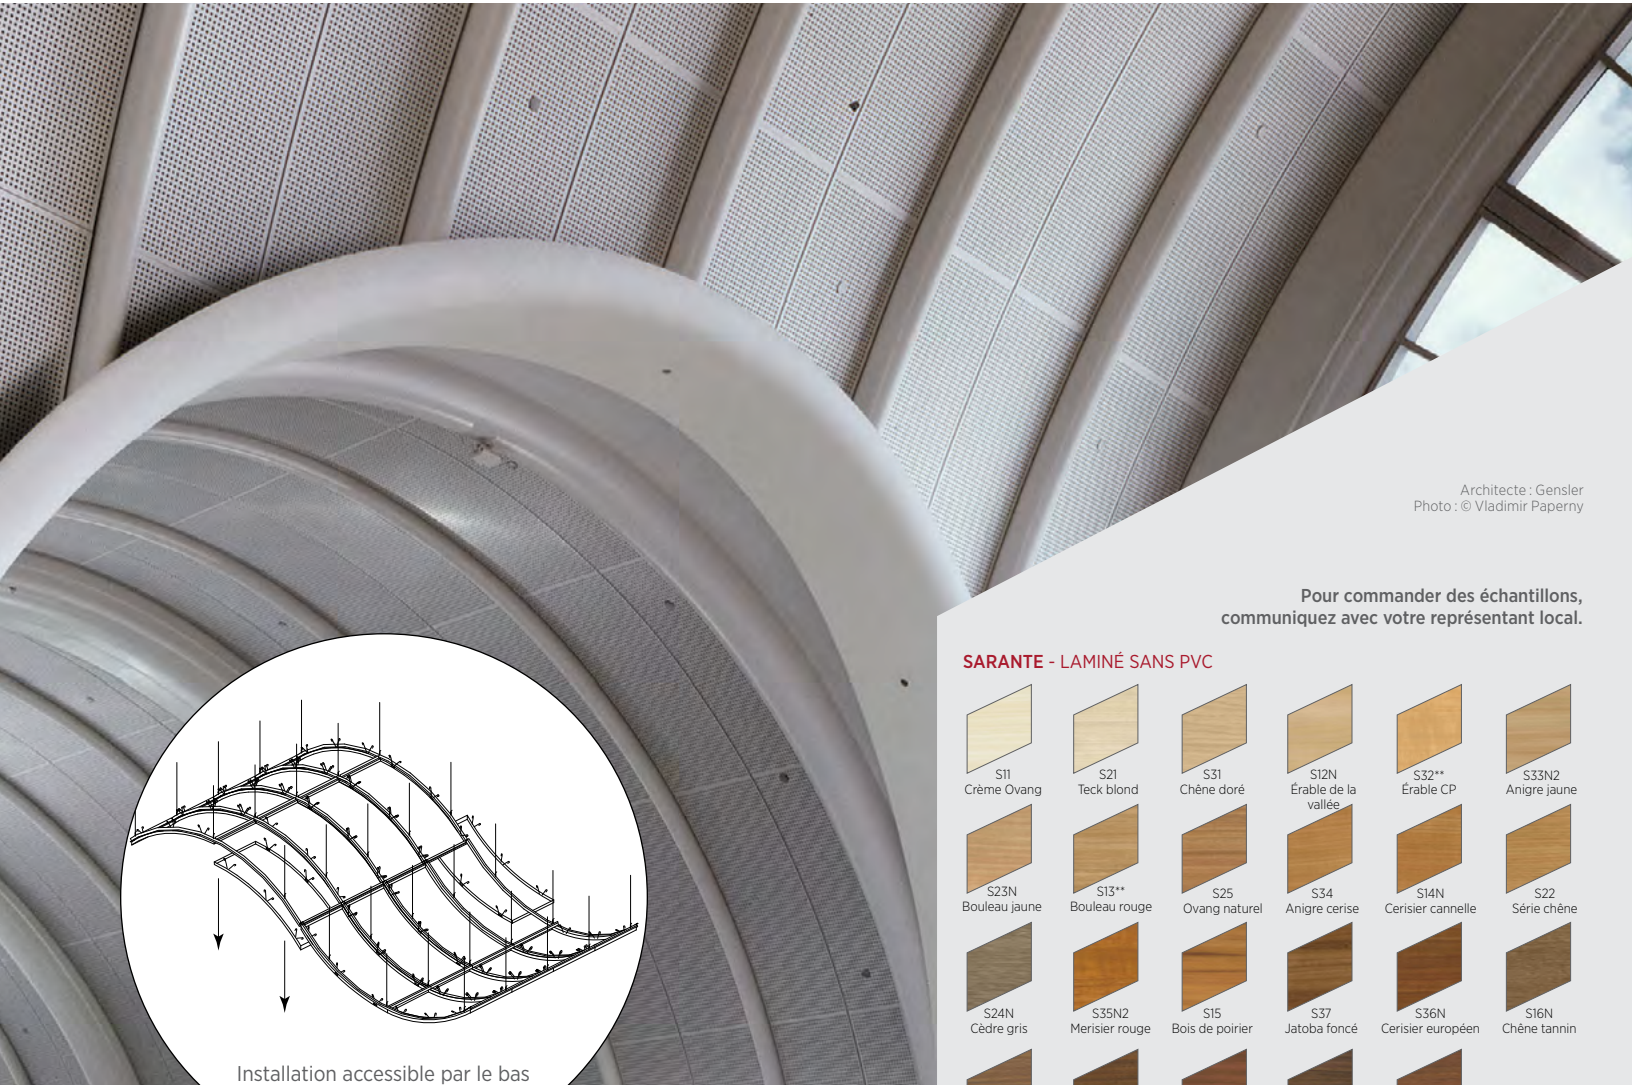 Architecte : Gensler
Photo : © Vladimir Paperny
Pour commander des échantillons,
communiquez avec votre représentant local.
SARANTE - LAMINÉ SANS PVC
S11
Crème Ovang
S21
Teck blond
S31
Chêne doré
S12N
Érable de la
vallée
S32**
Érable CP
S33N2
Anigre jaune
S23N
Bouleau jaune
S13**
Bouleau rouge
S25
Ovang naturel
S34
Anigre cerise
S14N
Cerisier cannelle
S22
Série chêne
S24N
Cèdre gris
S35N2
Merisier rouge
S15
Bois de poirier
S37
Jatoba foncé
S36N
Cerisier européen
S16N
Chêne tannin
Installation accessible par le bas